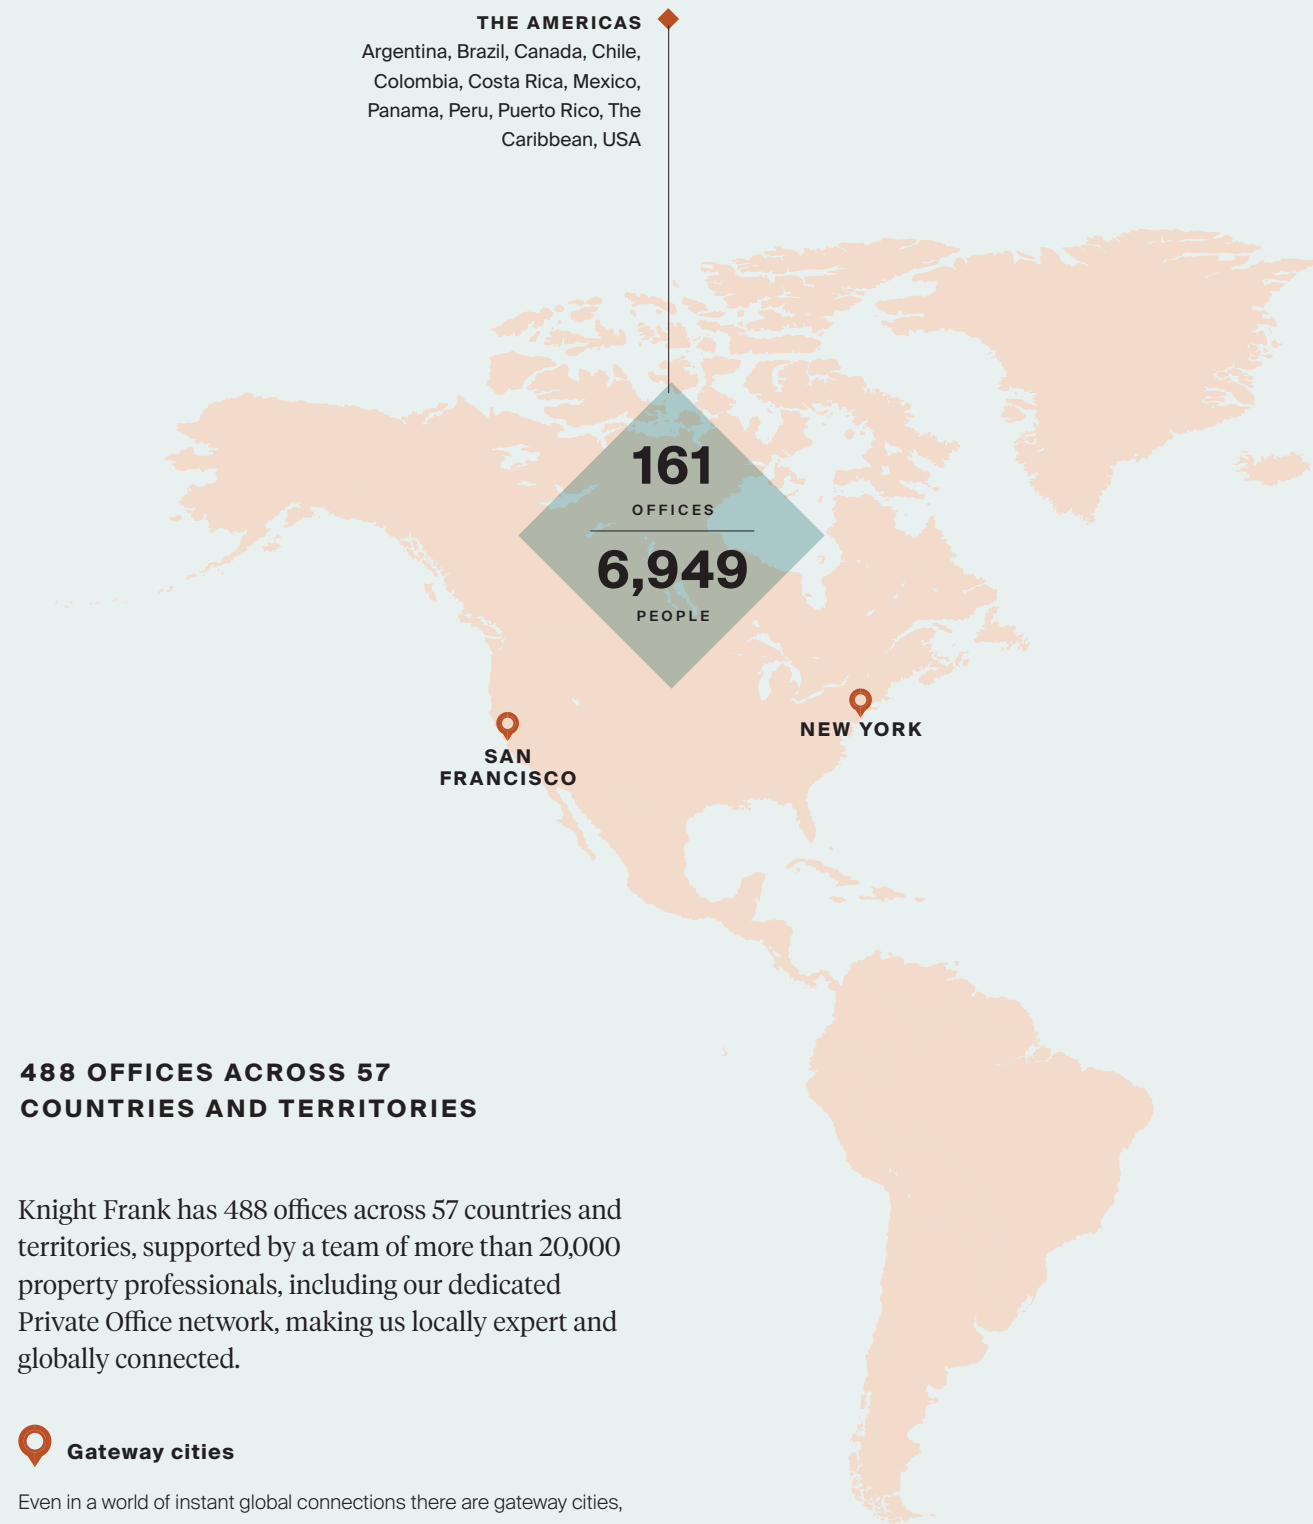 THE AMERICAS
Argentina, Brazil, Canada, Chile,
Colombia, Costa Rica, Mexico,
Panama, Peru, Puerto Rico, The
Caribbean, USA
161
OFFICES
6,949
PEOPLE
NEW YORK
SAN
FRANCISCO
488 OFFICES ACROSS 57
COUNTRIES AND TERRITORIES
Knight Frank has 488 offices across 57 countries and
territories, supported by a team of more than 20,000
property professionals, including our dedicated
Private Office network, making us locally expert and
globally connected.
Gateway cities
Even in a world of instant global connections there are gateway cities,